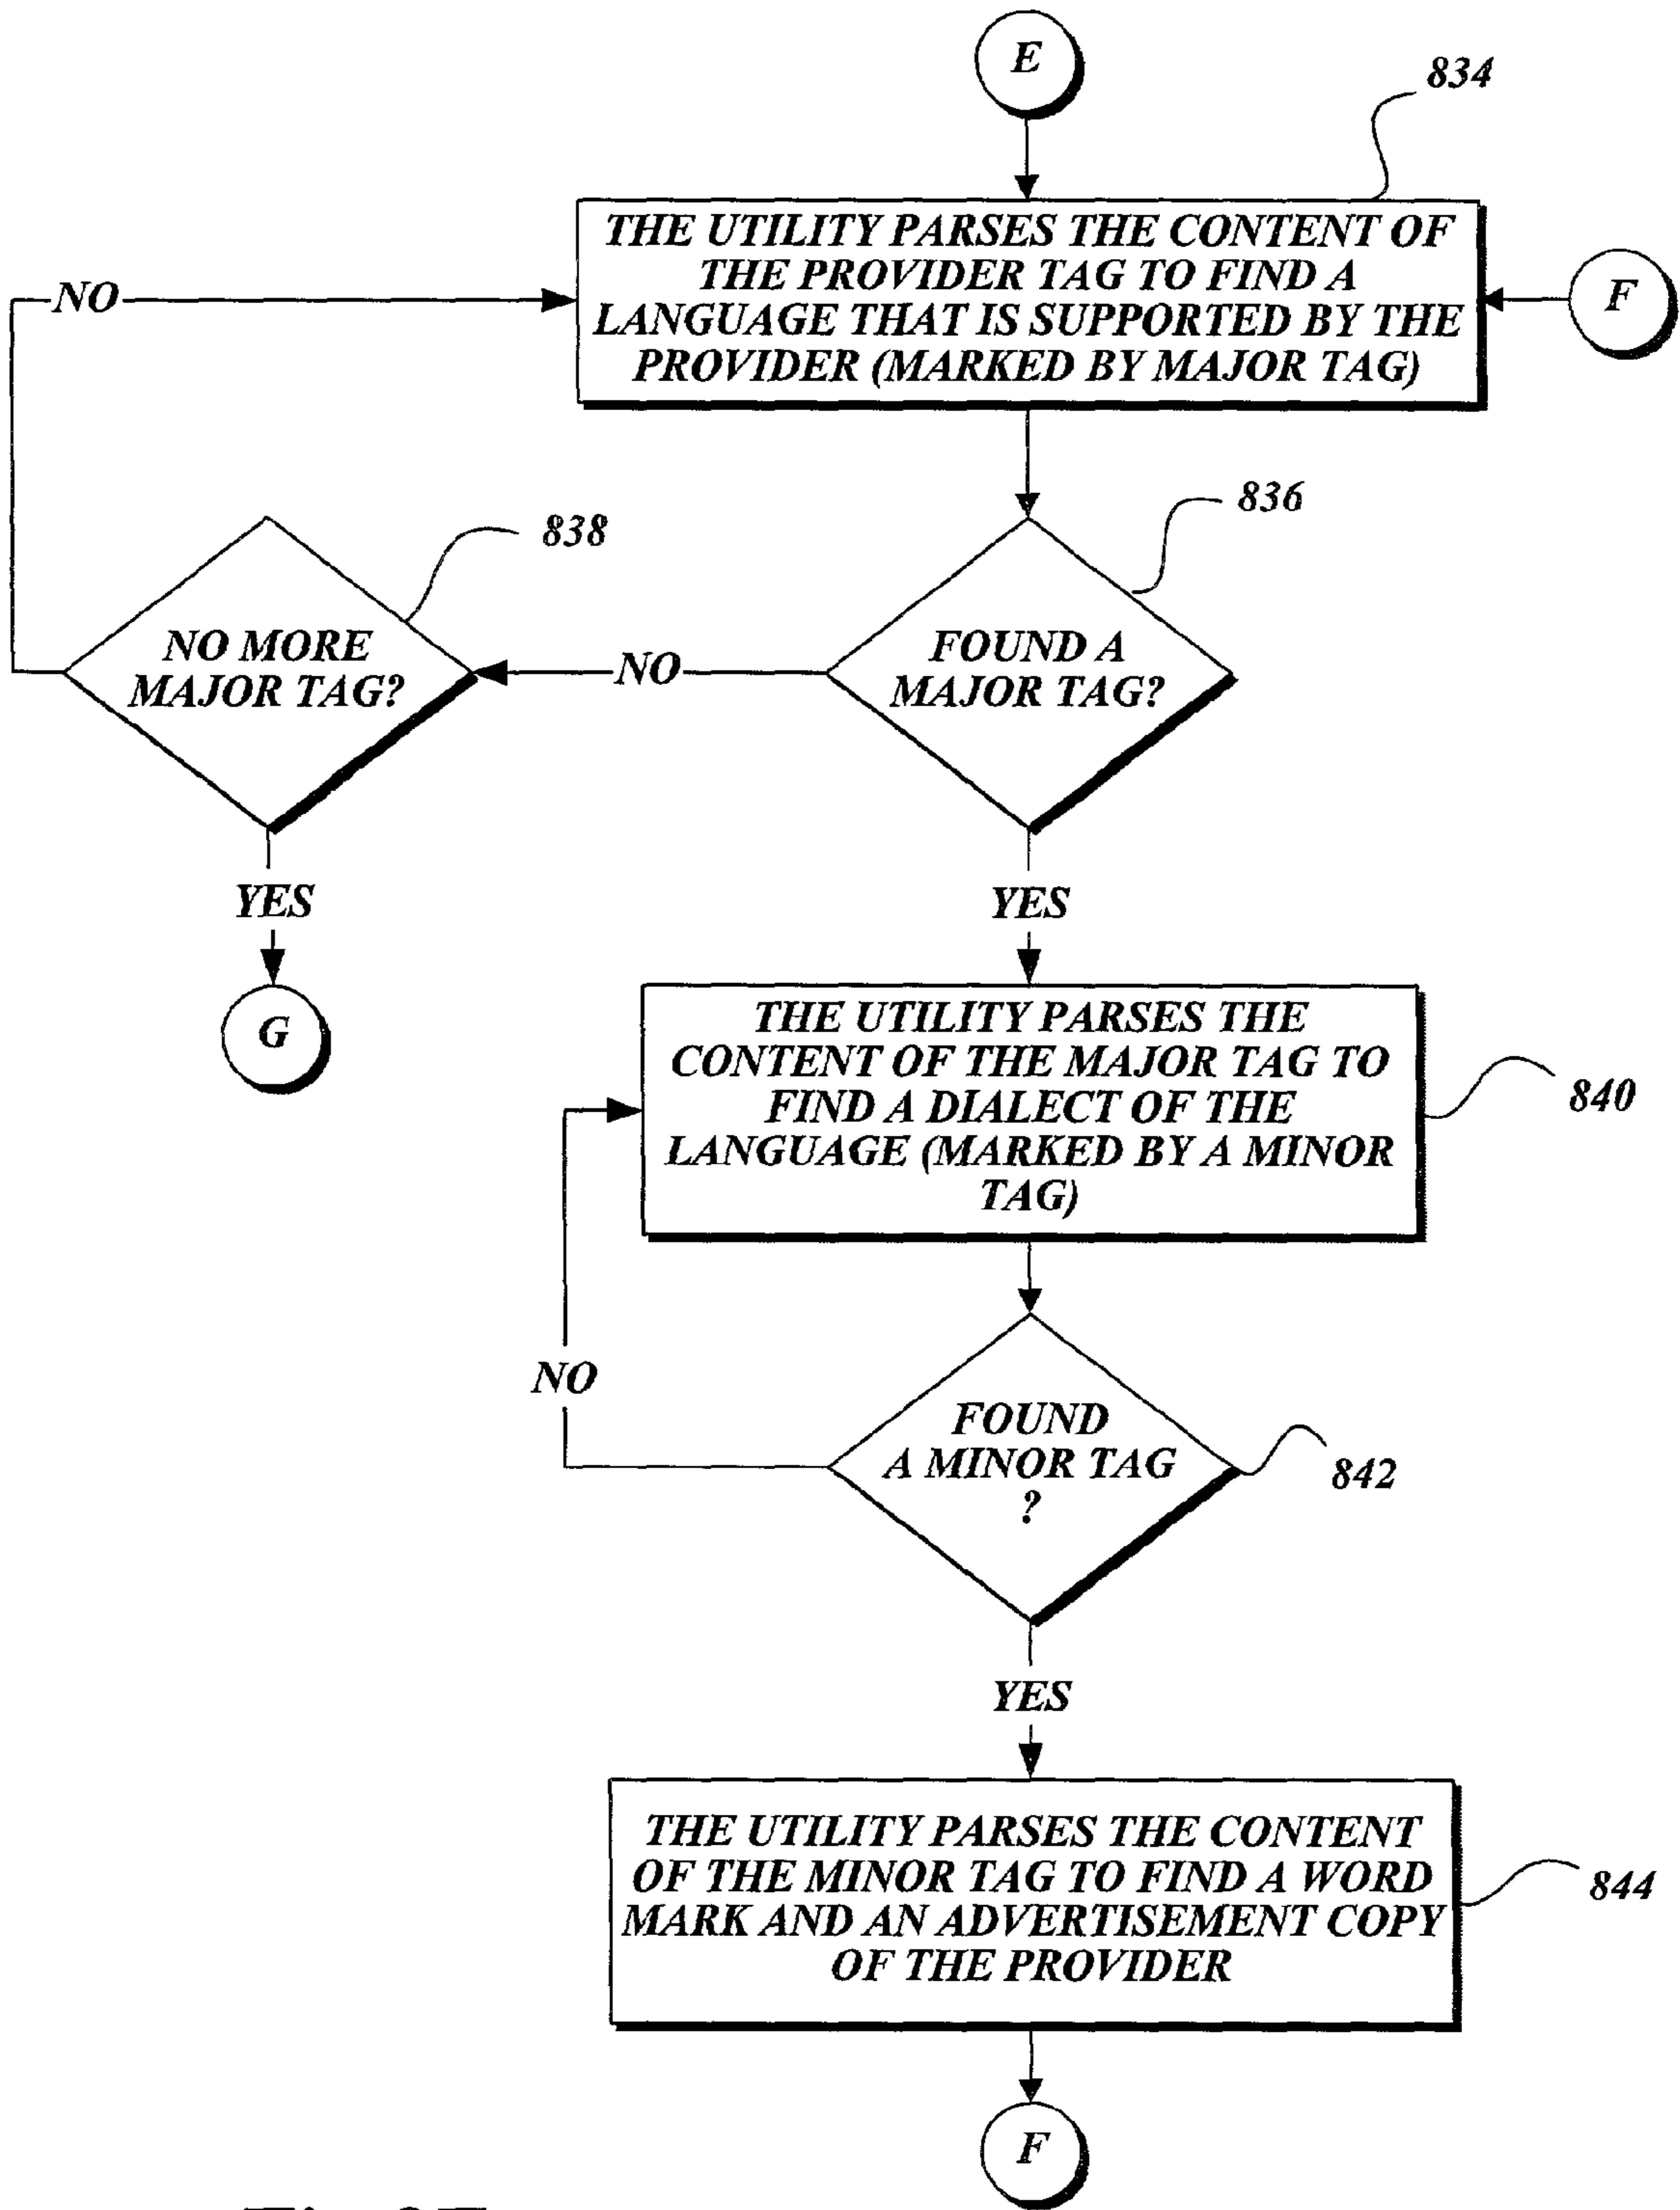 E
834
THE UTILITY PARSES THE CONTENT OF
THE PROVIDER TAG TO FIND A
LANGUAGE THAT IS SUPPORTED BY THE
PROVIDER (MARKED BY MAJOR TAG)
F
NO
836
838
FOUND A
MAJOR TAG?
NO
NO MORE
MAJOR TAG?
YES
G
YES
THE UTILITY PARSES THE
CONTENT OF THE MAJOR TAG TO
FIND A DIALECT OF THE
LANGUAGE (MARKED BY A MINOR
TAG)
840
NO
FOUND
A MINOR TAG
?
842
YES
THE UTILITY PARSES THE CONTENT
OF THE MINOR TAG TO FIND A WORD
MARK AND AN ADVERTISEMENT COPY
OF THE PROVIDER
844
F